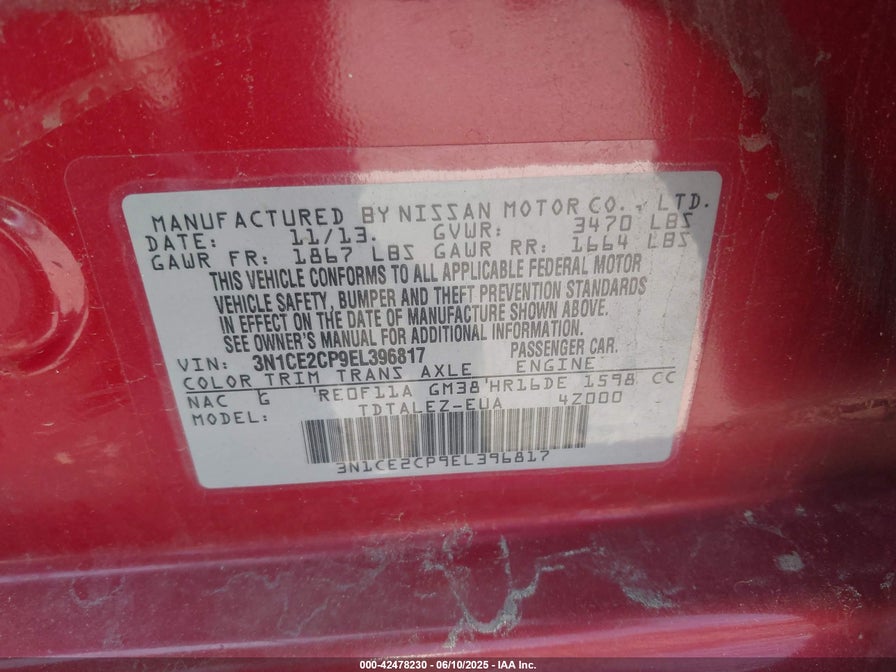 MANUFACTURED BY NISSAN MOTOR CO., LTD.
DATE: 11/13. GVWR: 3470 LBS
GAWR FR: 1867 LBS GAWR RR: 1664 LBS
THIS VEHICLE CONFORMS TO ALL APPLICABLE FEDERAL MOTOR
VEHICLE SAFETY, BUMPER AND THEFT PREVENTION STANDARDS
IN EFFECT ON THE DATE OF MANUFACTURE SHOWN ABOVE.
SEE OWNER'S MANUAL FOR ADDITIONAL INFORMATION.
VIN: 3N1CE2CP9EL396817 PASSENGER CAR.
COLOR TRIM TRANS AXLE ENGINE
NAC G 'RE0F11A GM38'HR16DE 1598 CC
MODEL: TDTALEZ-EUA 4Z000
3N1CE2CP9EL396817
000-42478230 - 06/10/2025 - IAA Inc.